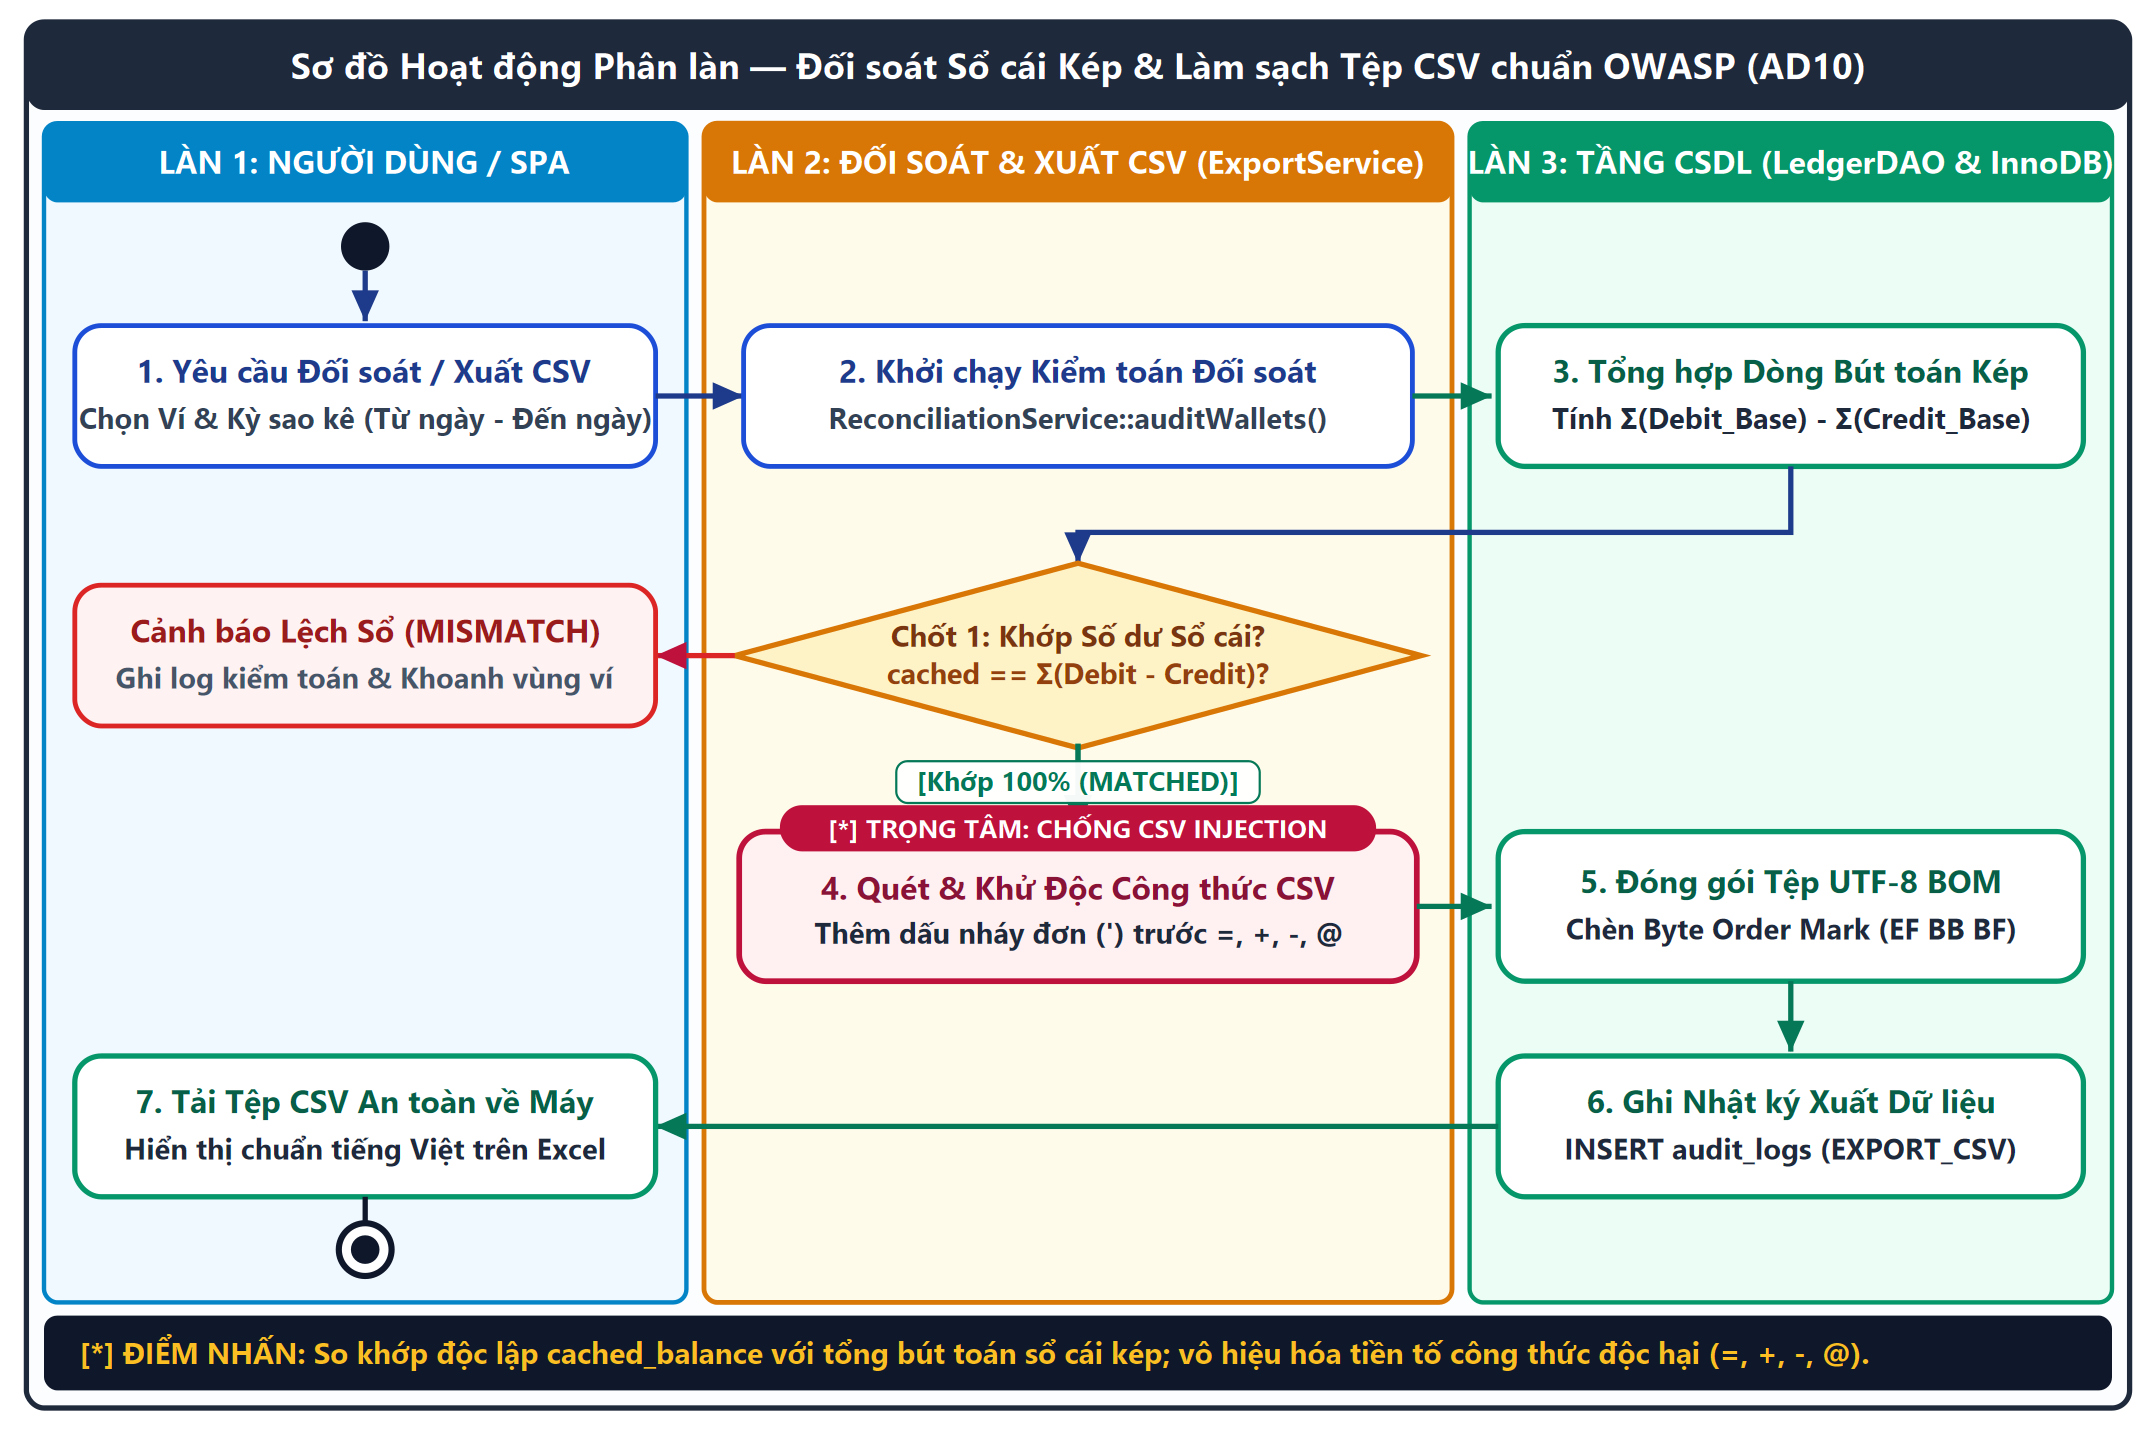 Sơ đồ Hoạt động Phân làn — Đối soát Sổ cái Kép & Làm sạch Tệp CSV chuẩn OWASP (AD10)
LÀN 1: NGƯỜI DÙNG / SPA
LÀN 2: ĐỐI SOÁT & XUẤT CSV (ExportService)
LÀN 3: TẦNG CSDL (LedgerDAO & InnoDB)
1. Yêu cầu Đối soát / Xuất CSV
Chọn Ví & Kỳ sao kê (Từ ngày - Đến ngày)
2. Khởi chạy Kiểm toán Đối soát
ReconciliationService::auditWallets()
3. Tổng hợp Dòng Bút toán Kép
Tính Σ(Debit_Base) - Σ(Credit_Base)
Cảnh báo Lệch Sổ (MISMATCH)
Ghi log kiểm toán & Khoanh vùng ví
Chốt 1: Khớp Số dư Sổ cái?
cached == Σ(Debit - Credit)?
[Khớp 100% (MATCHED)]
[*] TRỌNG TÂM: CHỐNG CSV INJECTION
4. Quét & Khử Độc Công thức CSV
Thêm dấu nháy đơn (') trước =, +, -, @
5. Đóng gói Tệp UTF-8 BOM
Chèn Byte Order Mark (EF BB BF)
7. Tải Tệp CSV An toàn về Máy
Hiển thị chuẩn tiếng Việt trên Excel
6. Ghi Nhật ký Xuất Dữ liệu
INSERT audit_logs (EXPORT_CSV)
[*] ĐIỂM NHẤN: So khớp độc lập cached_balance với tổng bút toán sổ cái kép; vô hiệu hóa tiền tố công thức độc hại (=, +, -, @).